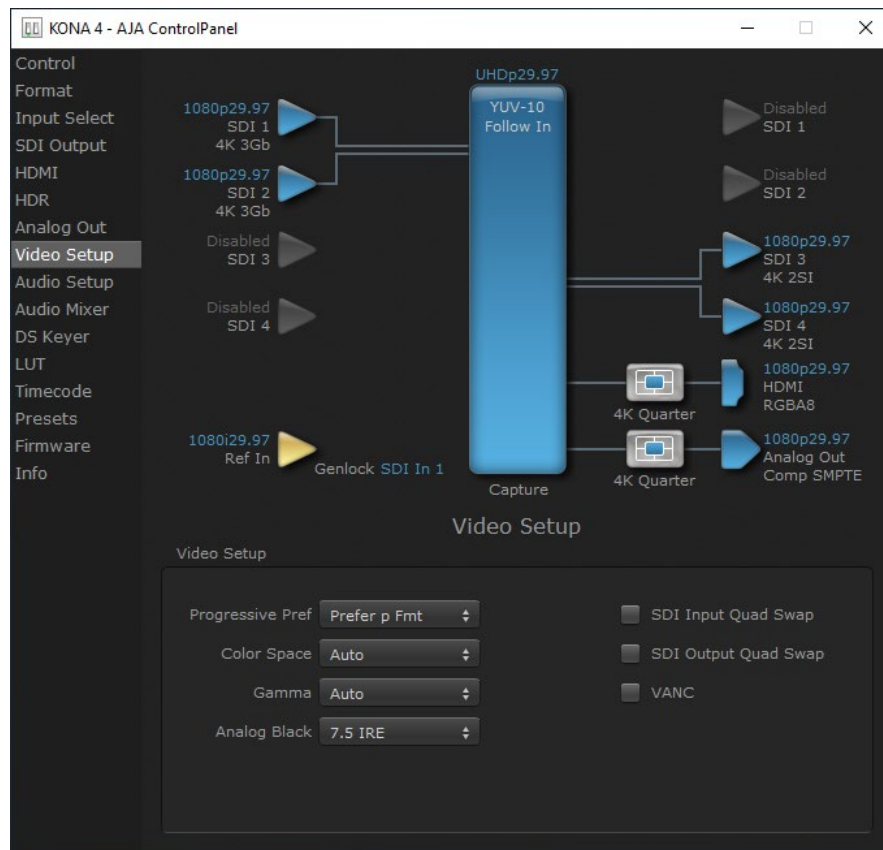 KONA 4 - AJA ControlPanel
Control
Format
Input Select
SDI Output
HDMI
HDR
Analog Out
Video Setup
Audio Setup
Audio Mixer
DS Keyer
LUT
Timecode
Presets
Firmware
Info
UHDp29.97
YUV-10
Follow In
Capture
1080p29.97
SDI 1
4K 3Gb
1080p29.97
SDI 2
4K 3Gb
Disabled
SDI 3
Disabled
SDI 4
1080i29.97
Ref In
Genlock SDI In 1
Disabled
SDI 1
Disabled
SDI 2
1080p29.97
SDI 3
4K 2SI
1080p29.97
SDI 4
4K 2SI
4K Quarter
1080p29.97
HDMI
RGBA8
4K Quarter
1080p29.97
Analog Out
Comp SMPTE
Video Setup
Video Setup
Progressive Pref Prefer p Fmt
Color Space Auto
Gamma Auto
Analog Black 7.5 IRE
SDI Input Quad Swap
SDI Output Quad Swap
VANC